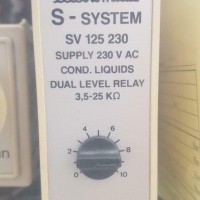 S - SYSTEM
SV 125 230
SUPPLY 230 V AC
COND. LIQUIDS
DUAL LEVEL RELAY
3,5-25 KΩ
4 6
2 8
0 10